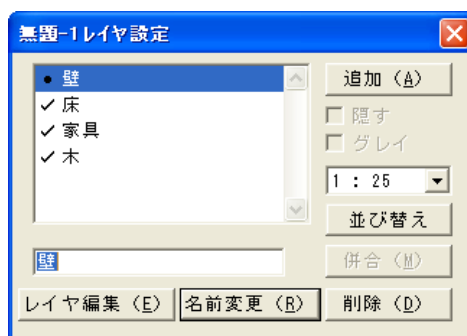 無題-1レイヤ設定
壁
床
家具
木
追加（A）
隠す
グレイ
1 : 25
並び替え
壁
併合（M）
レイヤ編集（E）
名前変更（R）
削除（D）